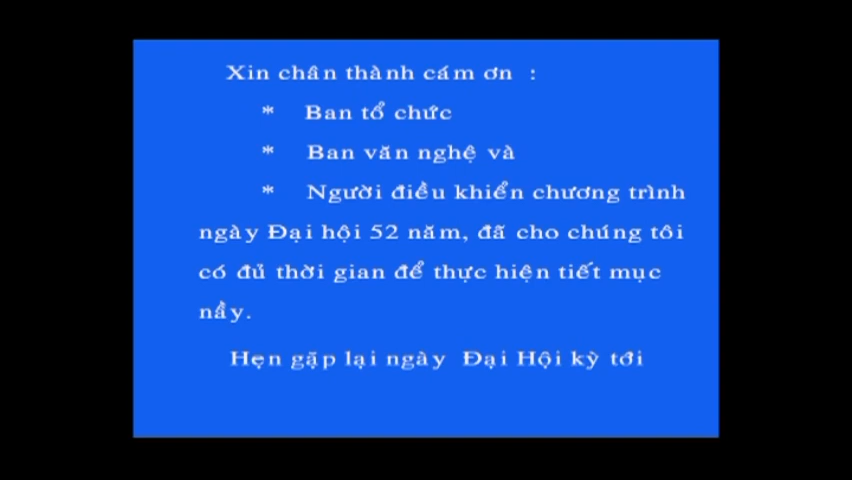 Xin chân thành cám ơn :
* Ban tổ chức
* Ban văn nghệ và
* Người điều khiển chương trình
ngày Đại hội 52 năm, đã cho chúng tôi
có đủ thời gian để thực hiện tiết mục
nầy.
Hẹn gặp lại ngày Đại Hội kỳ tới